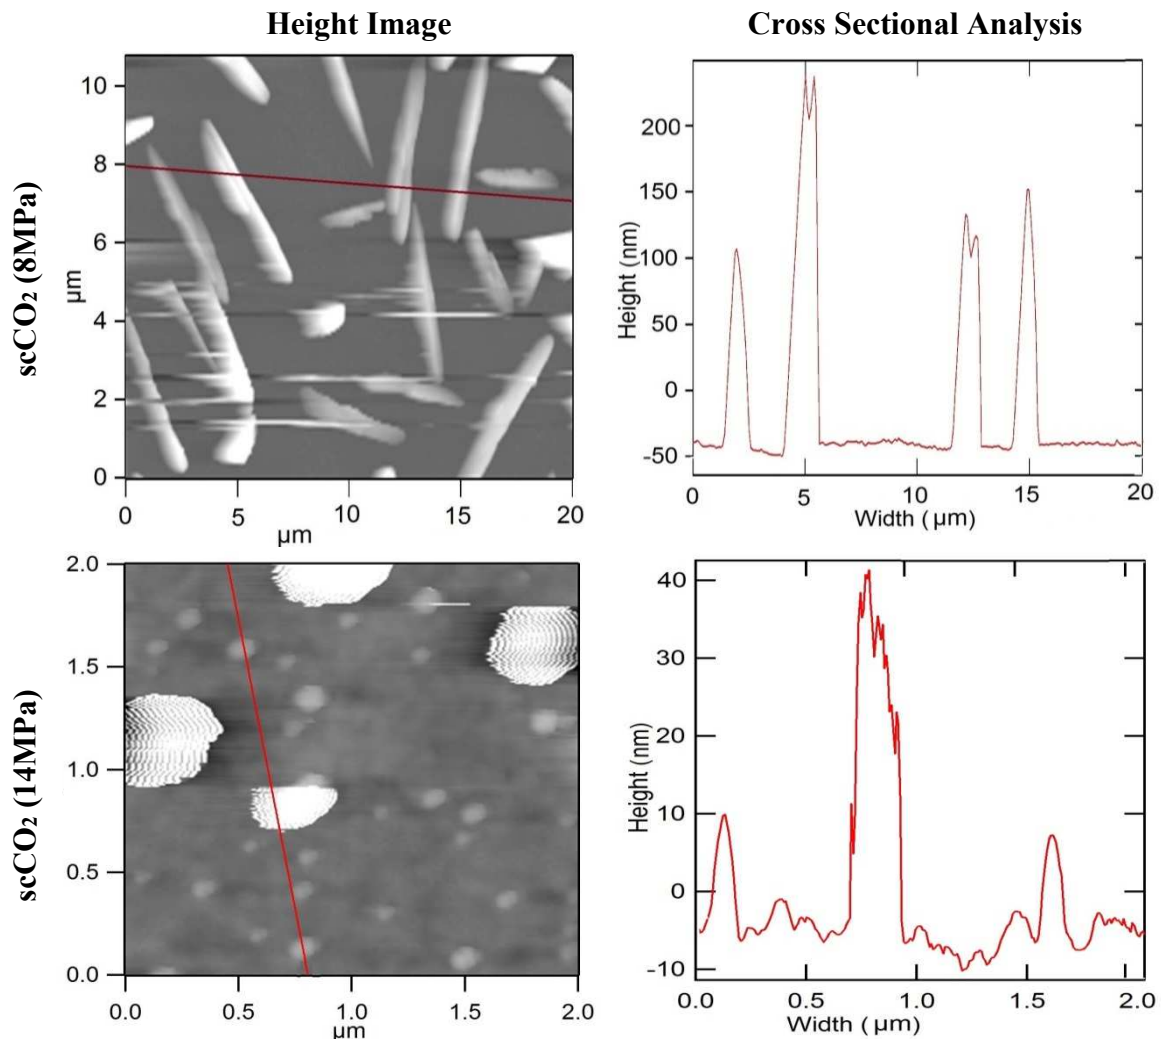 Height Image
Cross Sectional Analysis
scCO₂ (8MPa)
10
8
6
4
2
0
μm
0 5 10 15 20
μm
200
150
100
50
0
-50
Height (nm)
0 5 10 15 20
Width (μm)
scCO₂ (14MPa)
2.0
1.5
1.0
0.5
0.0
0.0 0.5 1.0 1.5 2.0
μm
40
30
20
10
0
-10
Height (nm)
0.0 0.5 1.0 1.5 2.0
Width (μm)